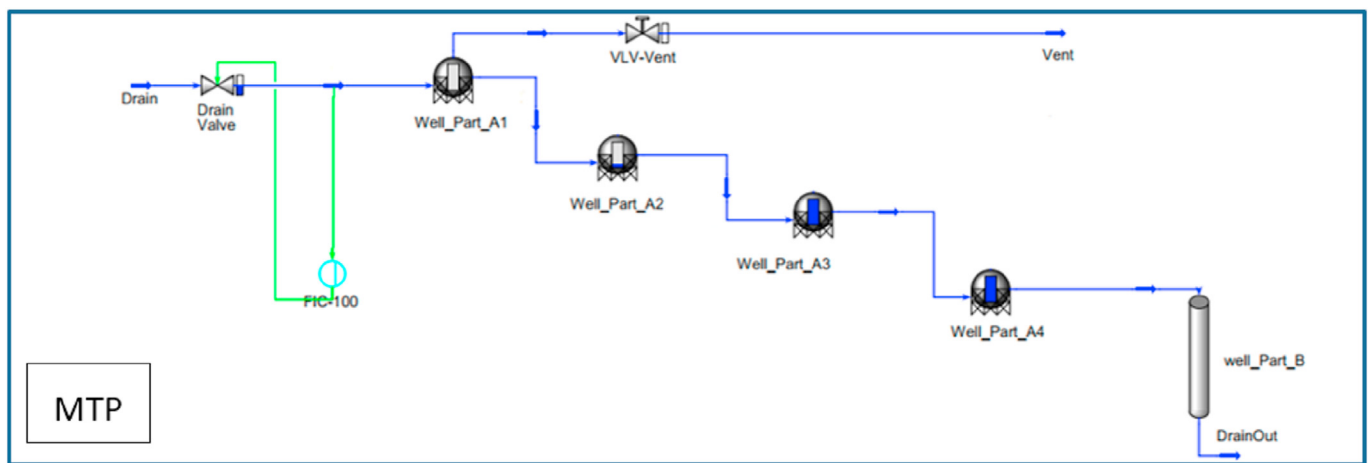 Vent
VLV-Vent
Drain
Drain
Valve
Well_Part_A1
Well_Part_A2
Well_Part_A3
FIC-100
Well_Part_A4
well_Part_B
MTP
DrainOut